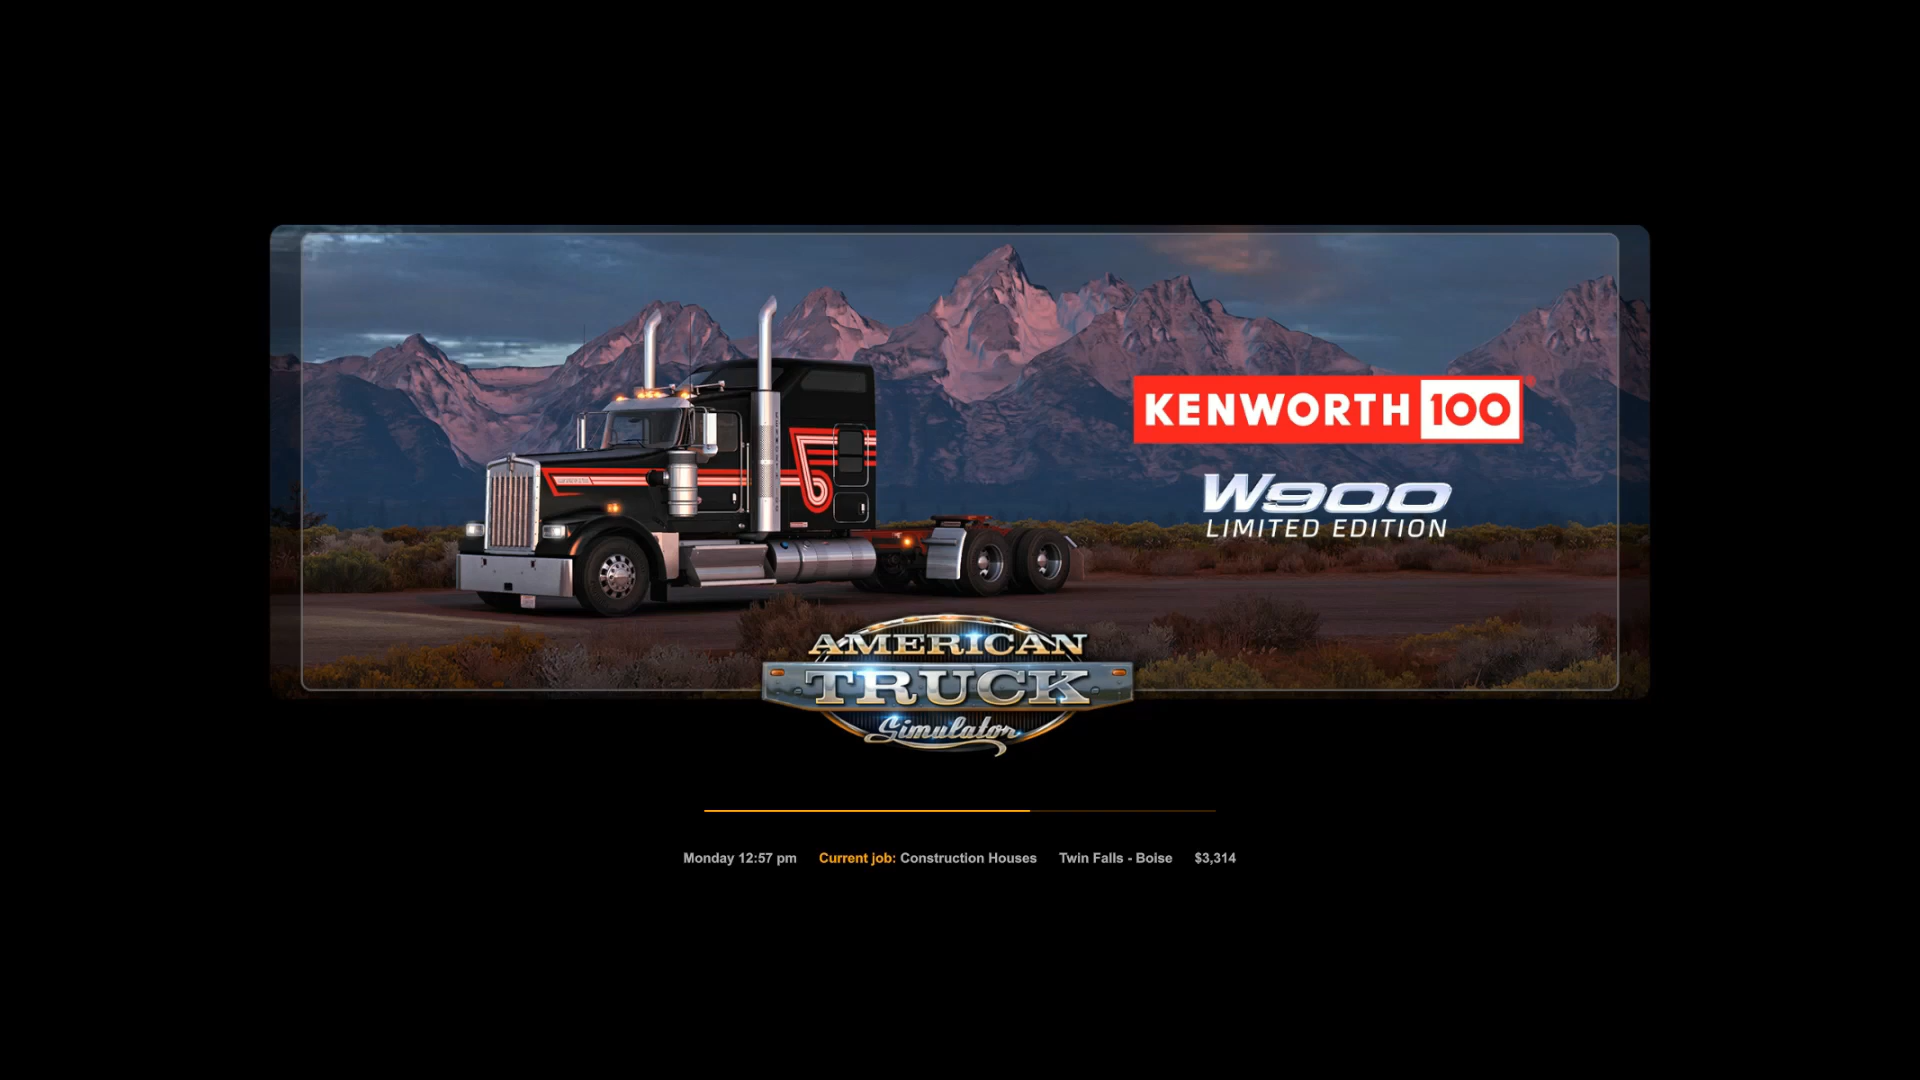 KENWORTH 100
W900
LIMITED EDITION
AMERICAN
TRUCK
Simulator
Monday 12:57 pm Current job: Construction Houses Twin Falls - Boise $3,314